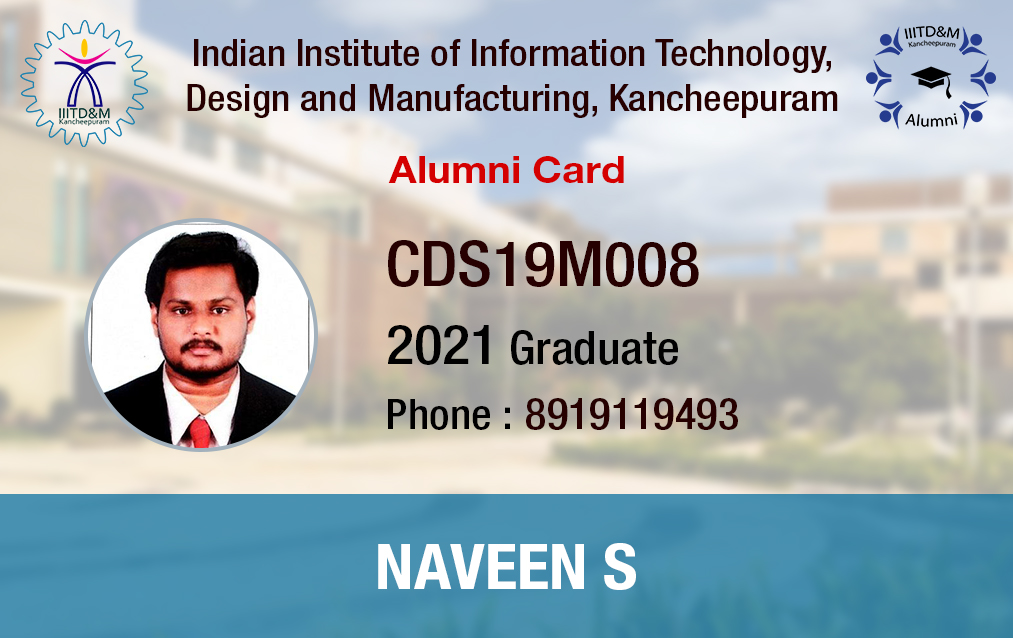 Indian Institute of Information Technology,
Design and Manufacturing, Kancheepuram
IIITD&M
Kancheepuram
IIITD&M
Kancheepuram
Alumni
Alumni Card
CDS19M008
2021 Graduate
Phone : 8919119493
NAVEEN S